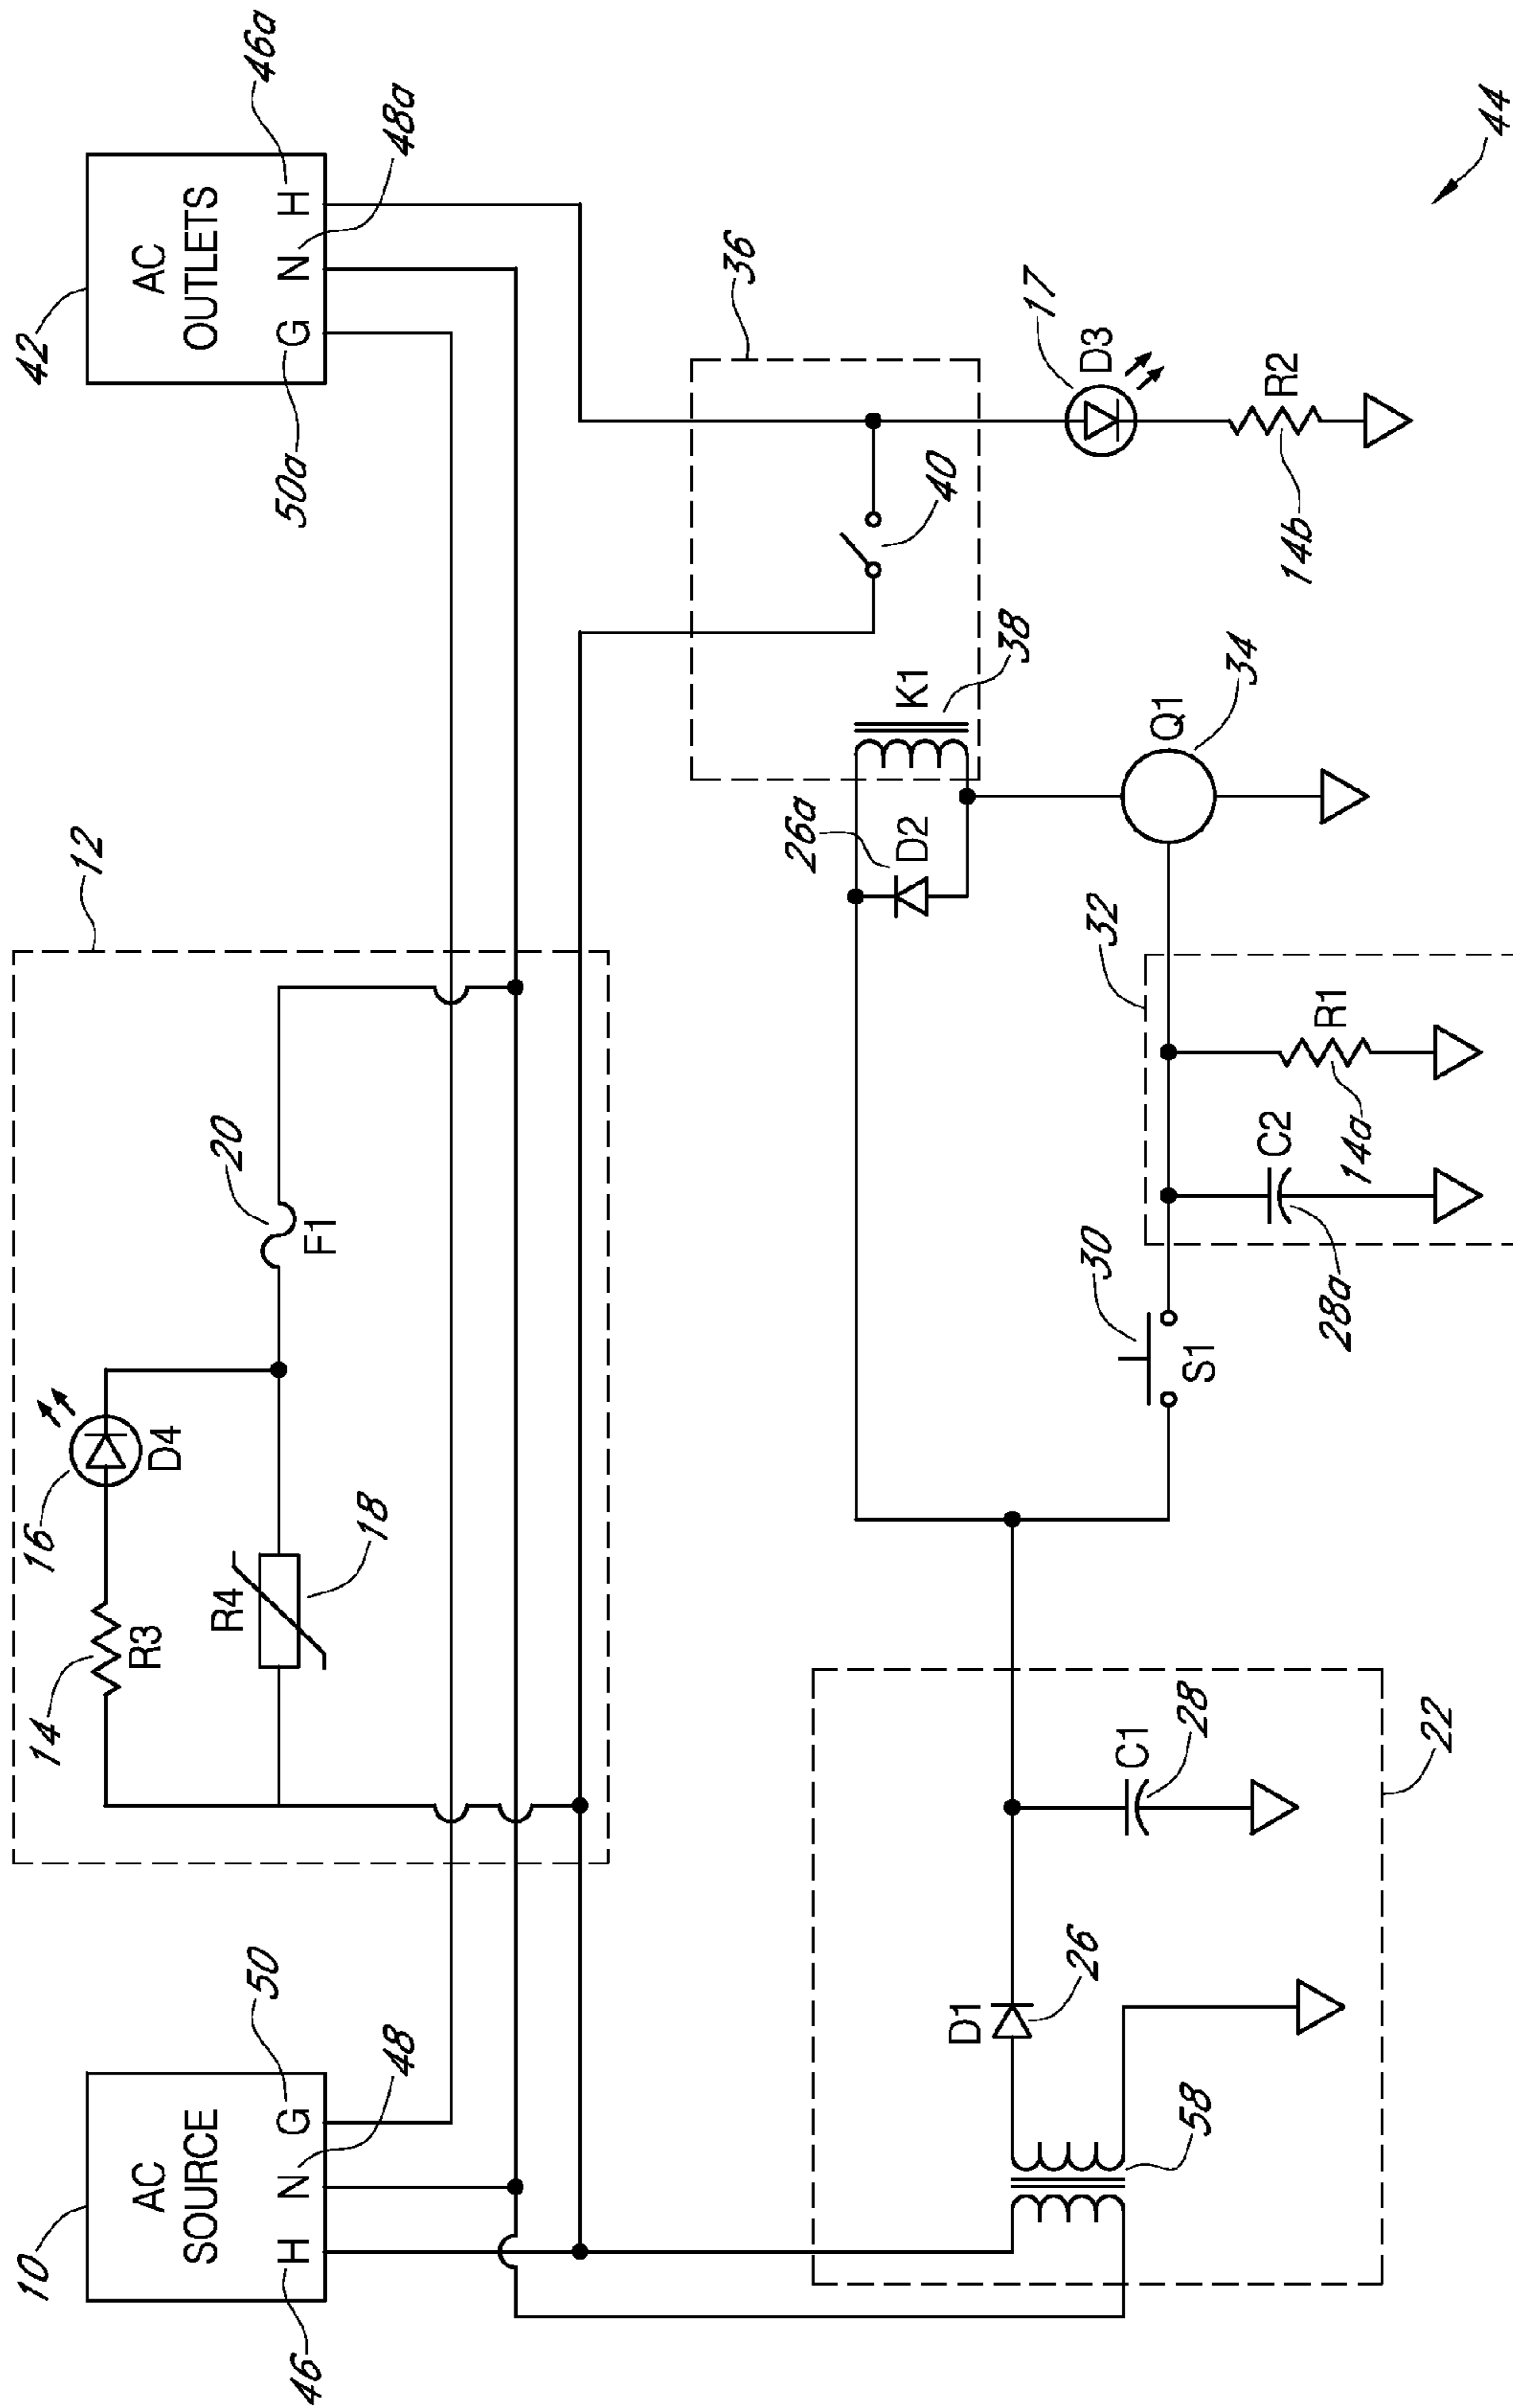 10
AC
SOURCE
H
N
G
46
48
50
12
14
R3
16
D4
R4
18
20
F1
42
AC
OUTLETS
G
N
H
50a
48a
46a
36
K1
38
40
26a
D2
17
D3
R2
14b
Q1
34
32
30
S1
C2
28a
R1
14a
22
58
D1
26
C1
28
44